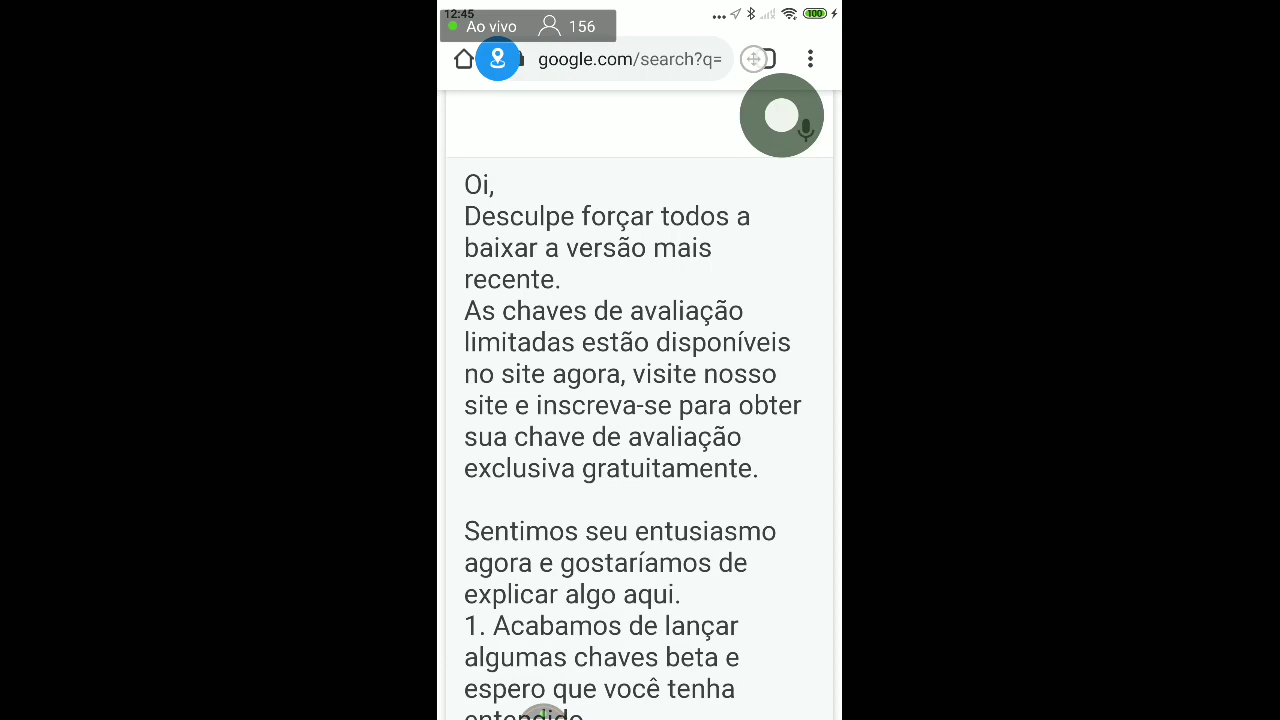 12:45
Ao vivo 156
100
google.com/search?q=
Oi,
Desculpe forçar todos a
baixar a versão mais
recente.
As chaves de avaliação
limitadas estão disponíveis
no site agora, visite nosso
site e inscreva-se para obter
sua chave de avaliação
exclusiva gratuitamente.
Sentimos seu entusiasmo
agora e gostaríamos de
explicar algo aqui.
1. Acabamos de lançar
algumas chaves beta e
espero que você tenha